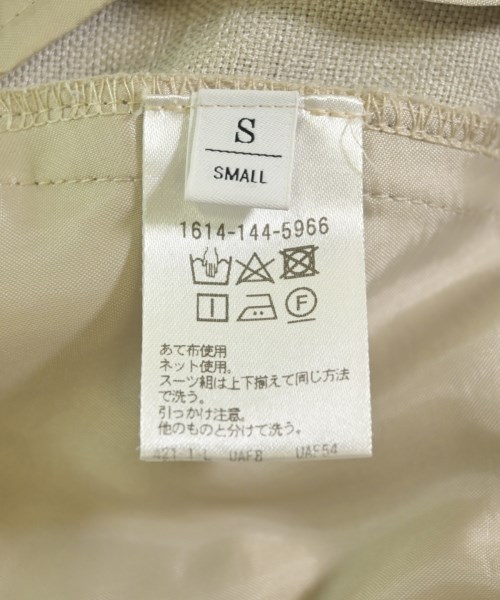 S
SMALL
1614-144-5966
F
あて布使用
ネット使用。
スーツ組は上下揃えて同じ方法
で洗う。
引っかけ注意。
他のものと分けて洗う。